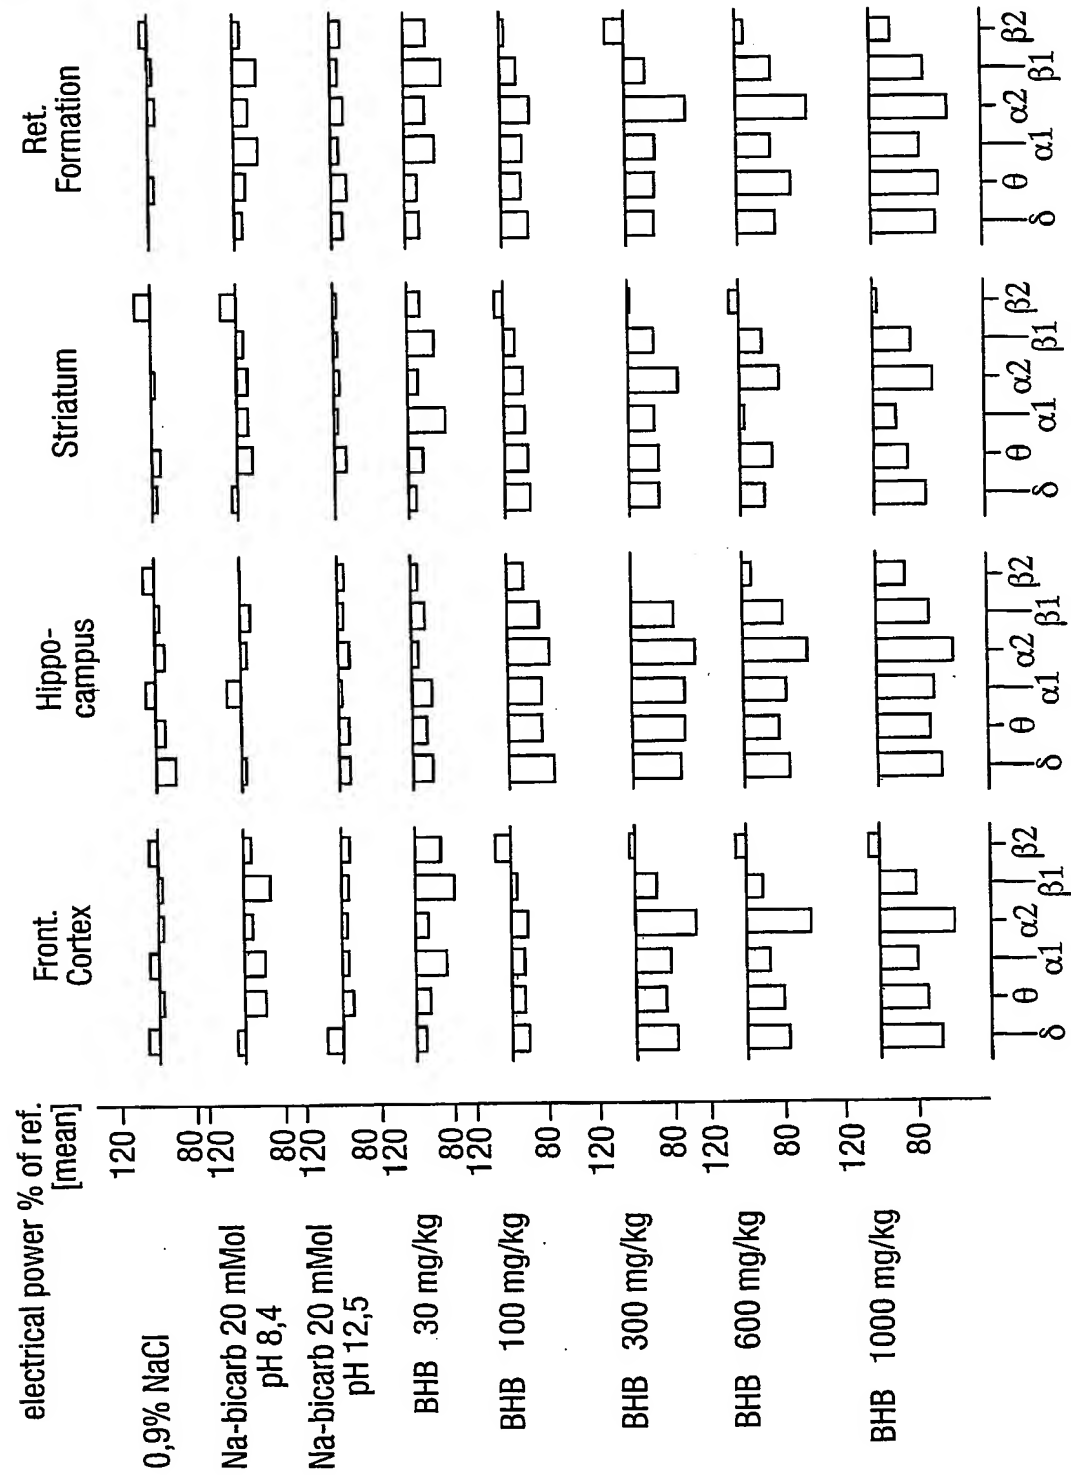 electrical power % of ref.
[mean]
Front.
Cortex
Hippo-
campus
Striatum
Ret.
Formation
0,9% NaCl
120
80
Na-bicarb 20 mMol
pH 8,4
120
80
Na-bicarb 20 mMol
pH 12,5
120
80
BHB 30 mg/kg
120
80
BHB 100 mg/kg
120
80
BHB 300 mg/kg
120
80
BHB 600 mg/kg
120
80
BHB 1000 mg/kg
120
80
δ θ α1 α2 β1 β2
δ θ α1 α2 β1 β2
δ θ α1 α2 β1 β2
δ θ α1 α2 β1 β2